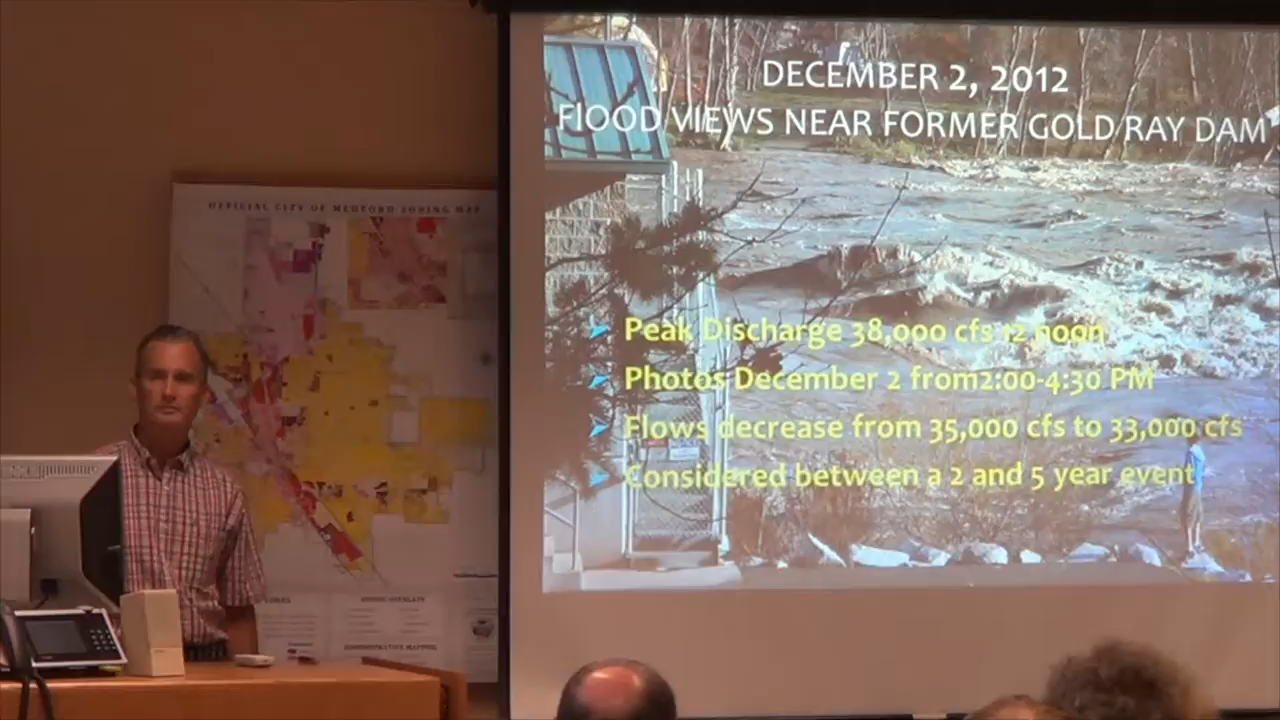 OFFICIAL CITY OF MEDFORD ZONING MAP
DECEMBER 2, 2012
FlOOD VIEWS NEAR FORMER GOLD RAY DAM
Peak Discharge 38,000 cfs 12 noon
Photos December 2 from2:00-4:30 PM
Flows decrease from 35,000 cfs to 33,000 cfs
Considered between a 2 and 5 year event